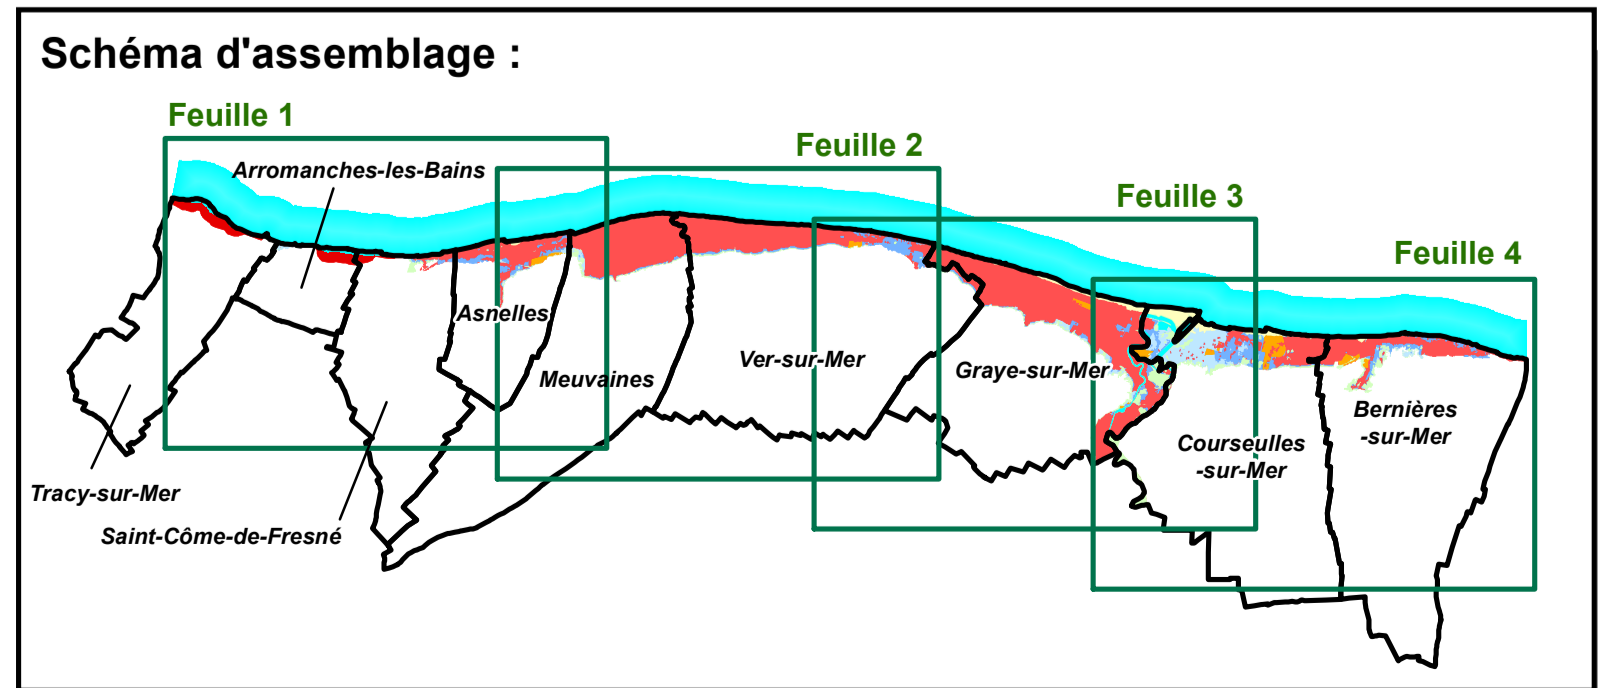 Schéma d'assemblage :
Feuille 1
Feuille 2
Feuille 3
Feuille 4
Arromanches-les-Bains
Asnelles
Meuvaines
Ver-sur-Mer
Graye-sur-Mer
Bernières
-sur-Mer
Courseulles
-sur-Mer
Tracy-sur-Mer
Saint-Côme-de-Fresné